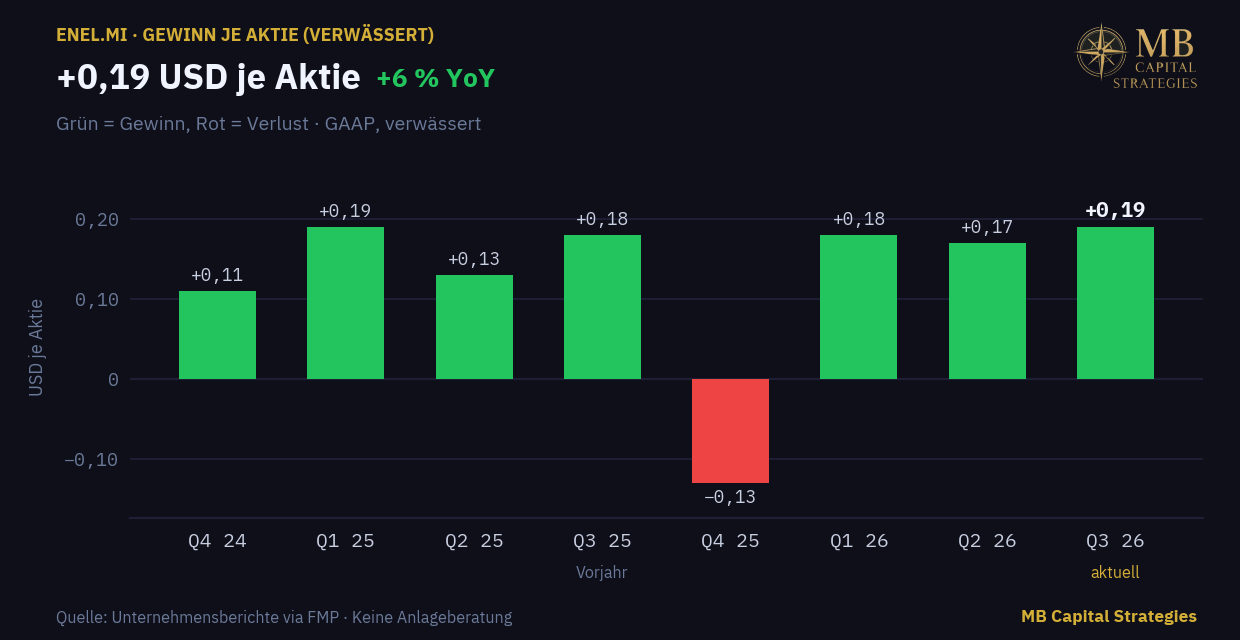 ENEL.MI · GEWINN JE AKTIE (VERWÄSSERT)
+0,19 USD je Aktie +6 % YoY
Grün = Gewinn, Rot = Verlust · GAAP, verwässert
MB
CAPITAL
STRATEGIES
USD je Aktie
0,20
0,10
0
−0,10
+0,11
+0,19
+0,13
+0,18
−0,13
+0,18
+0,17
+0,19
Q4 24
Q1 25
Q2 25
Q3 25
Q4 25
Q1 26
Q2 26
Q3 26
Vorjahr
aktuell
Quelle: Unternehmensberichte via FMP · Keine Anlageberatung
MB Capital Strategies